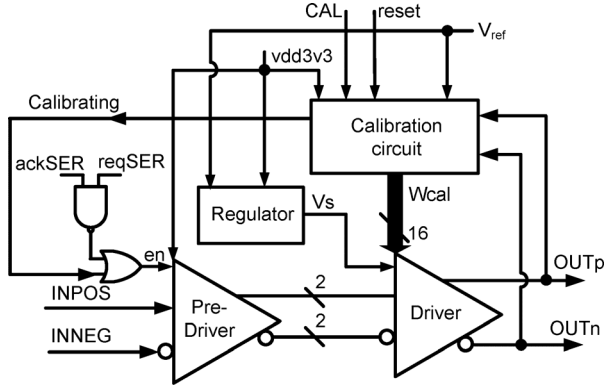 CAL reset
Vref
vdd3v3
Calibrating
Calibration
circuit
ackSER reqSER
Regulator
Vs
Wcal
16
en
OUTp
INPOS
Pre-
Driver
2
Driver
2
INNEG
OUTn